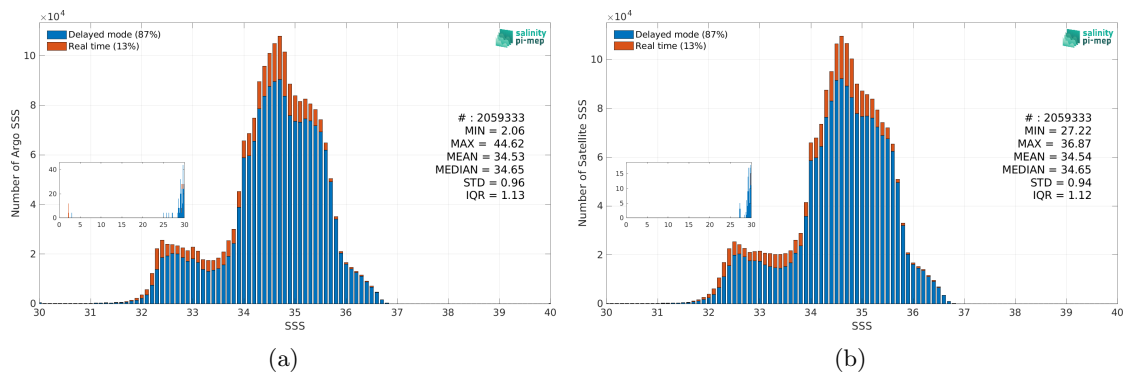 ×10⁴
Delayed mode (87%)
Real time (13%)
salinity
pi-mep
Number of Argo SSS
10
8
6
4
2
0
# : 2059333
MIN = 2.06
MAX = 44.62
MEAN = 34.53
MEDIAN = 34.65
STD = 0.96
IQR = 1.13
40
20
0
0 5 10 15 20 25 30
30 31 32 33 34 35 36 37 38 39 40
SSS
(a)
×10⁴
Delayed mode (87%)
Real time (13%)
salinity
pi-mep
Number of Satellite SSS
10
8
6
4
2
0
# : 2059333
MIN = 27.22
MAX = 36.87
MEAN = 34.54
MEDIAN = 34.65
STD = 0.94
IQR = 1.12
15
10
5
0
0 5 10 15 20 25 30
30 31 32 33 34 35 36 37 38 39 40
SSS
(b)